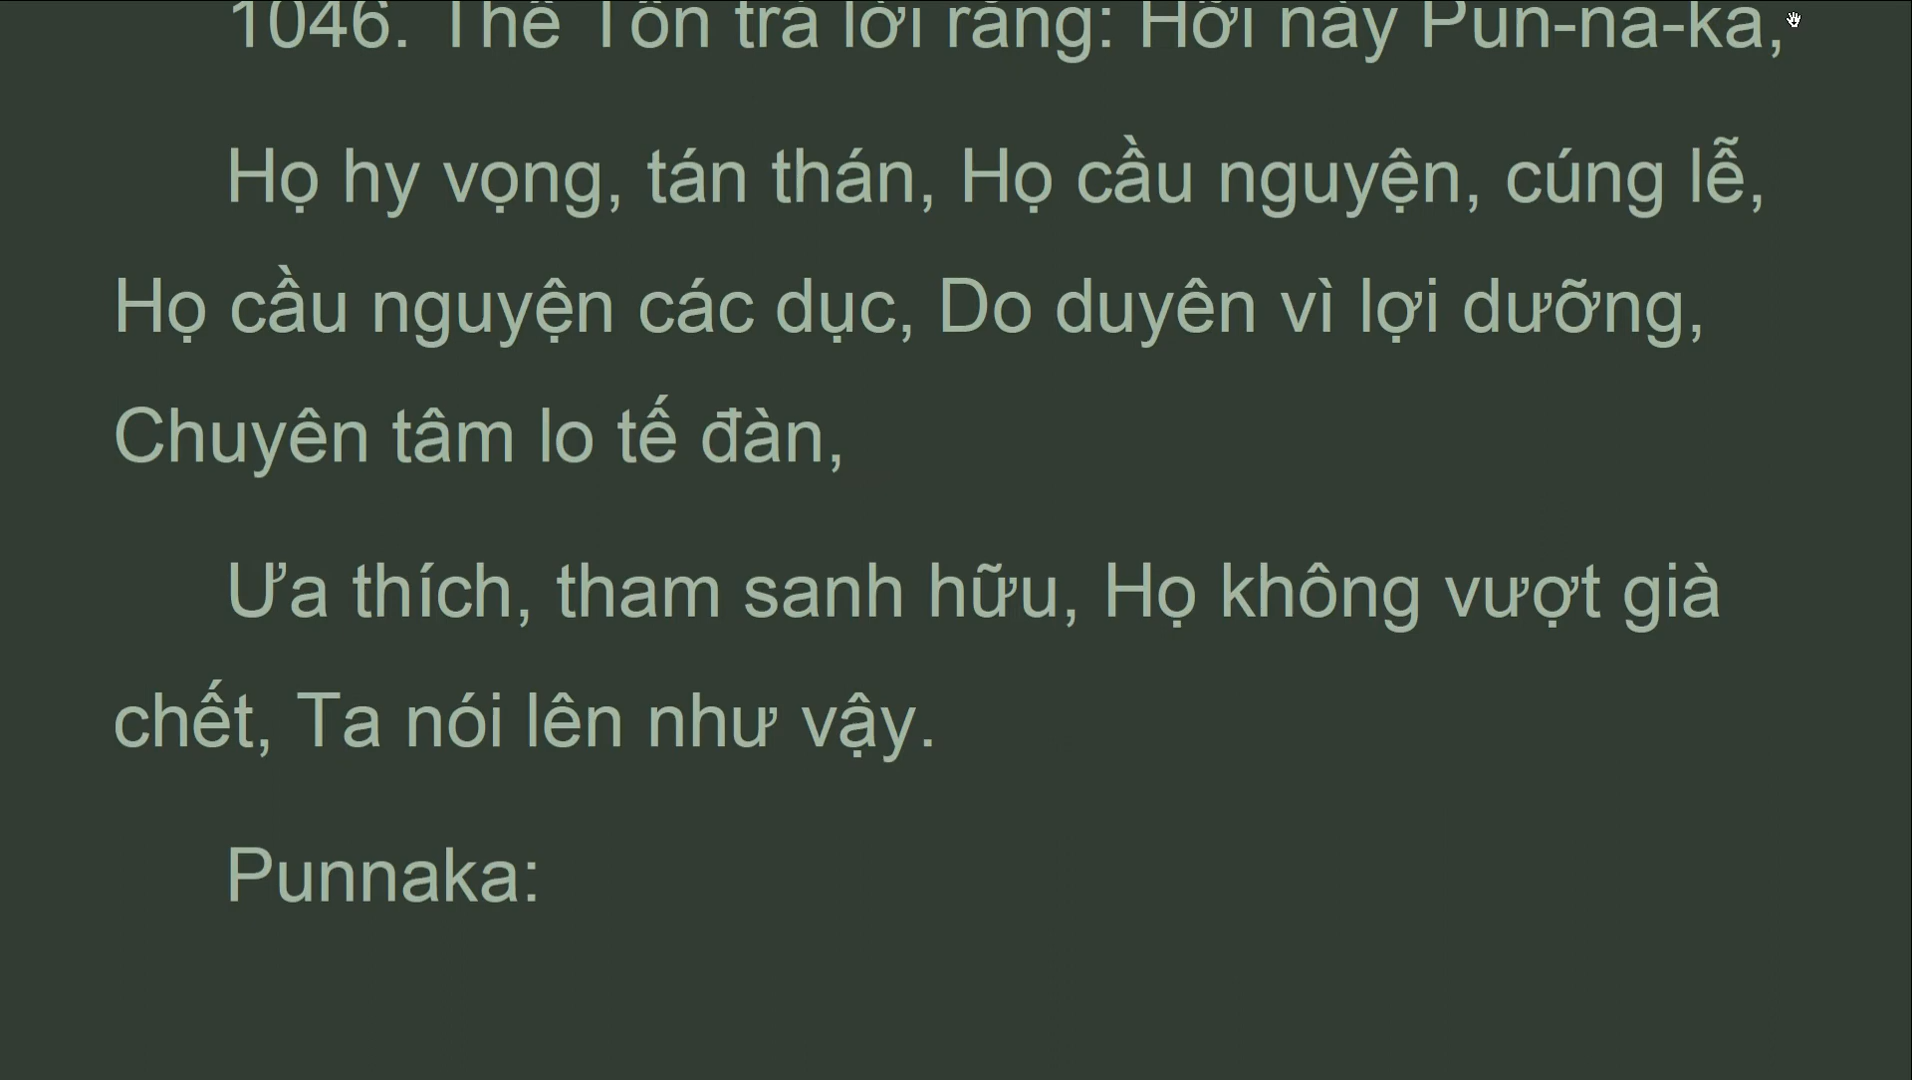 1046. Thế Tôn trả lời rằng: Hỡi này Pun-na-ka,
Họ hy vọng, tán thán, Họ cầu nguyện, cúng lễ,
Họ cầu nguyện các dục, Do duyên vì lợi dưỡng,
Chuyên tâm lo tế đàn,
Ưa thích, tham sanh hữu, Họ không vượt già
chết, Ta nói lên như vậy.
Punnaka: